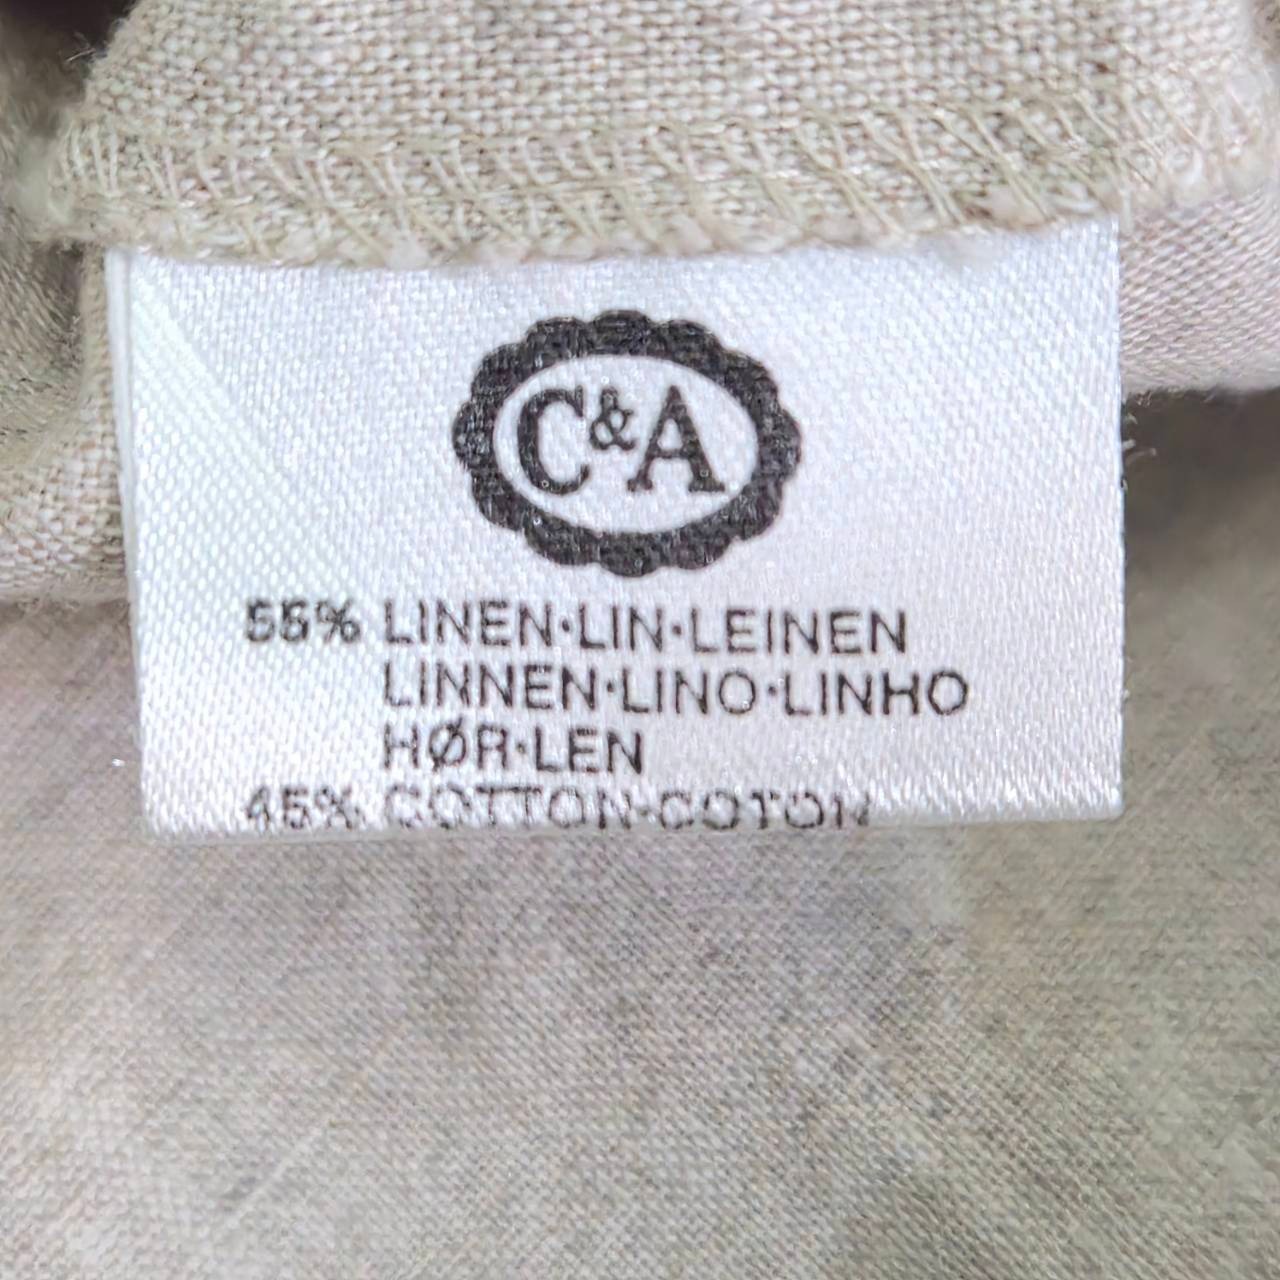 C&A
55% LINEN·LIN·LEINEN
LINNEN·LINO·LINHO
HØR·LEN
45% COTTON·COTON